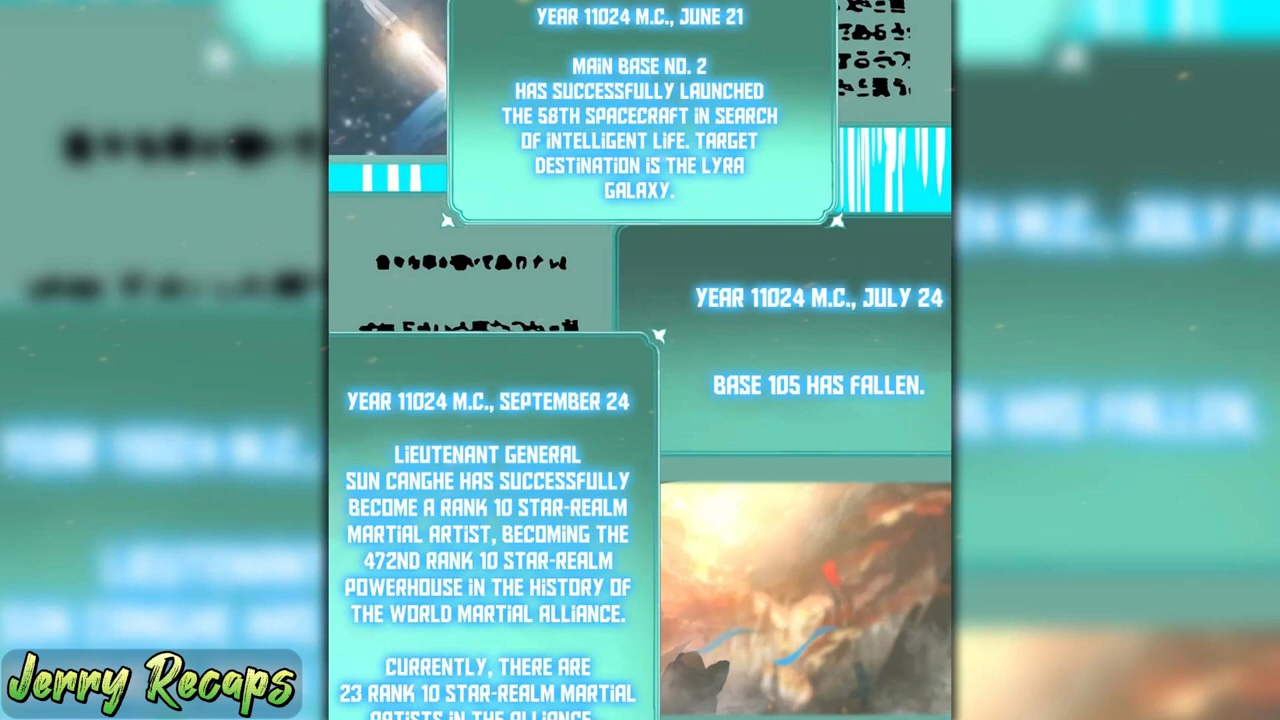 YEAR 11024 M.C., JUNE 21
MAIN BASE NO. 2
HAS SUCCESSFULLY LAUNCHED
THE 58TH SPACECRAFT IN SEARCH
OF INTELLIGENT LIFE. TARGET
DESTINATION IS THE LYRA
GALAXY.
YEAR 11024 M.C., JULY 24
BASE 105 HAS FALLEN.
YEAR 11024 M.C., SEPTEMBER 24
LIEUTENANT GENERAL
SUN CANGHE HAS SUCCESSFULLY
BECOME A RANK 10 STAR-REALM
MARTIAL ARTIST, BECOMING THE
472ND RANK 10 STAR-REALM
POWERHOUSE IN THE HISTORY OF
THE WORLD MARTIAL ALLIANCE.
CURRENTLY, THERE ARE
23 RANK 10 STAR-REALM MARTIAL
ARTISTS IN THE ALLIANCE.
Jerry Recaps